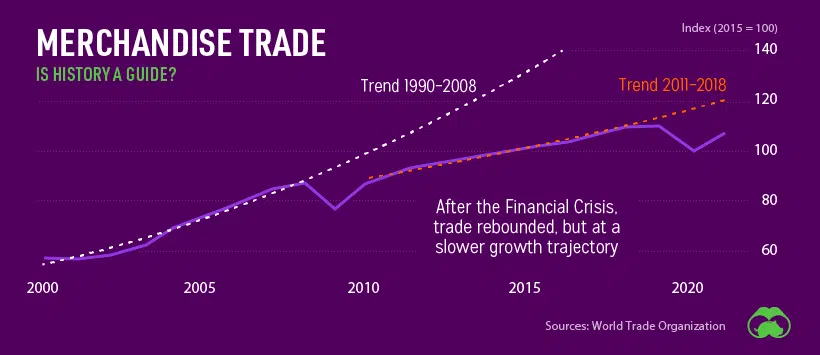 MERCHANDISE TRADE
IS HISTORY A GUIDE?
Index (2015 = 100)
140
Trend 1990–2008
Trend 2011–2018
120
100
After the Financial Crisis,
trade rebounded, but at a
slower growth trajectory
80
60
2000
2005
2010
2015
2020
Sources: World Trade Organization